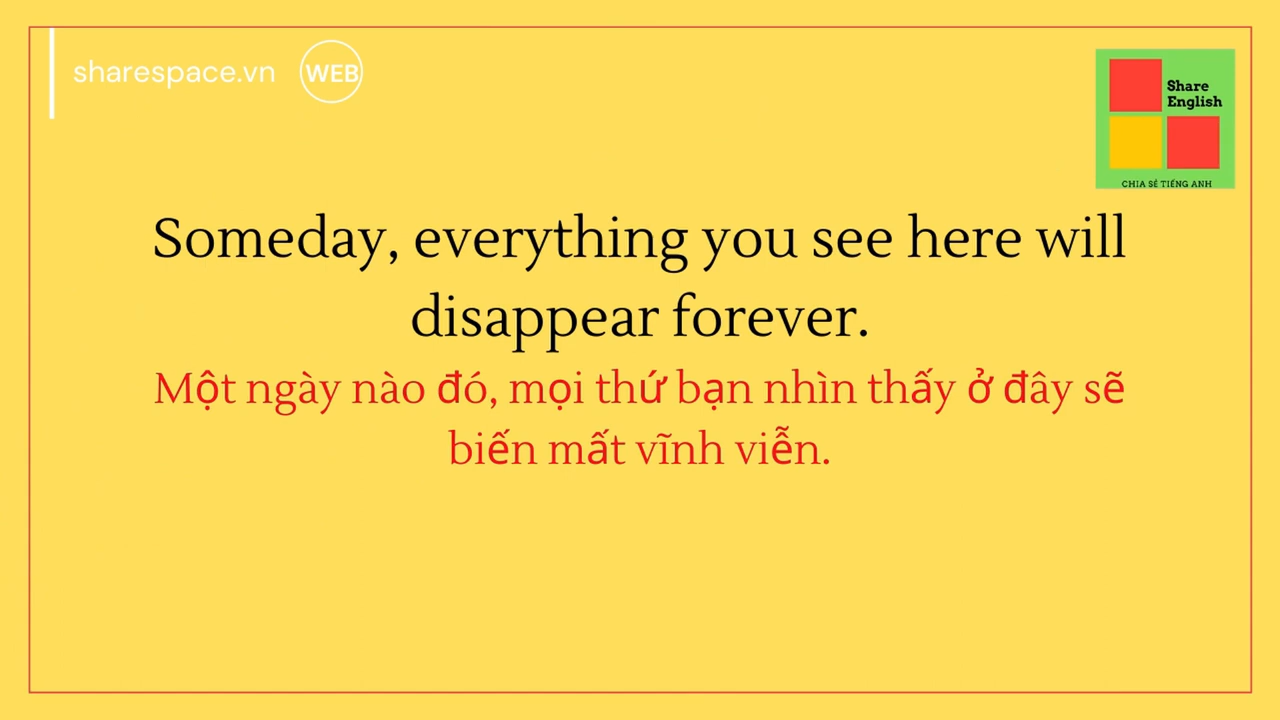 sharespace.vn WEB
Share
English
CHIA SẺ TIẾNG ANH
Someday, everything you see here will
disappear forever.
Một ngày nào đó, mọi thứ bạn nhìn thấy ở đây sẽ
biến mất vĩnh viễn.